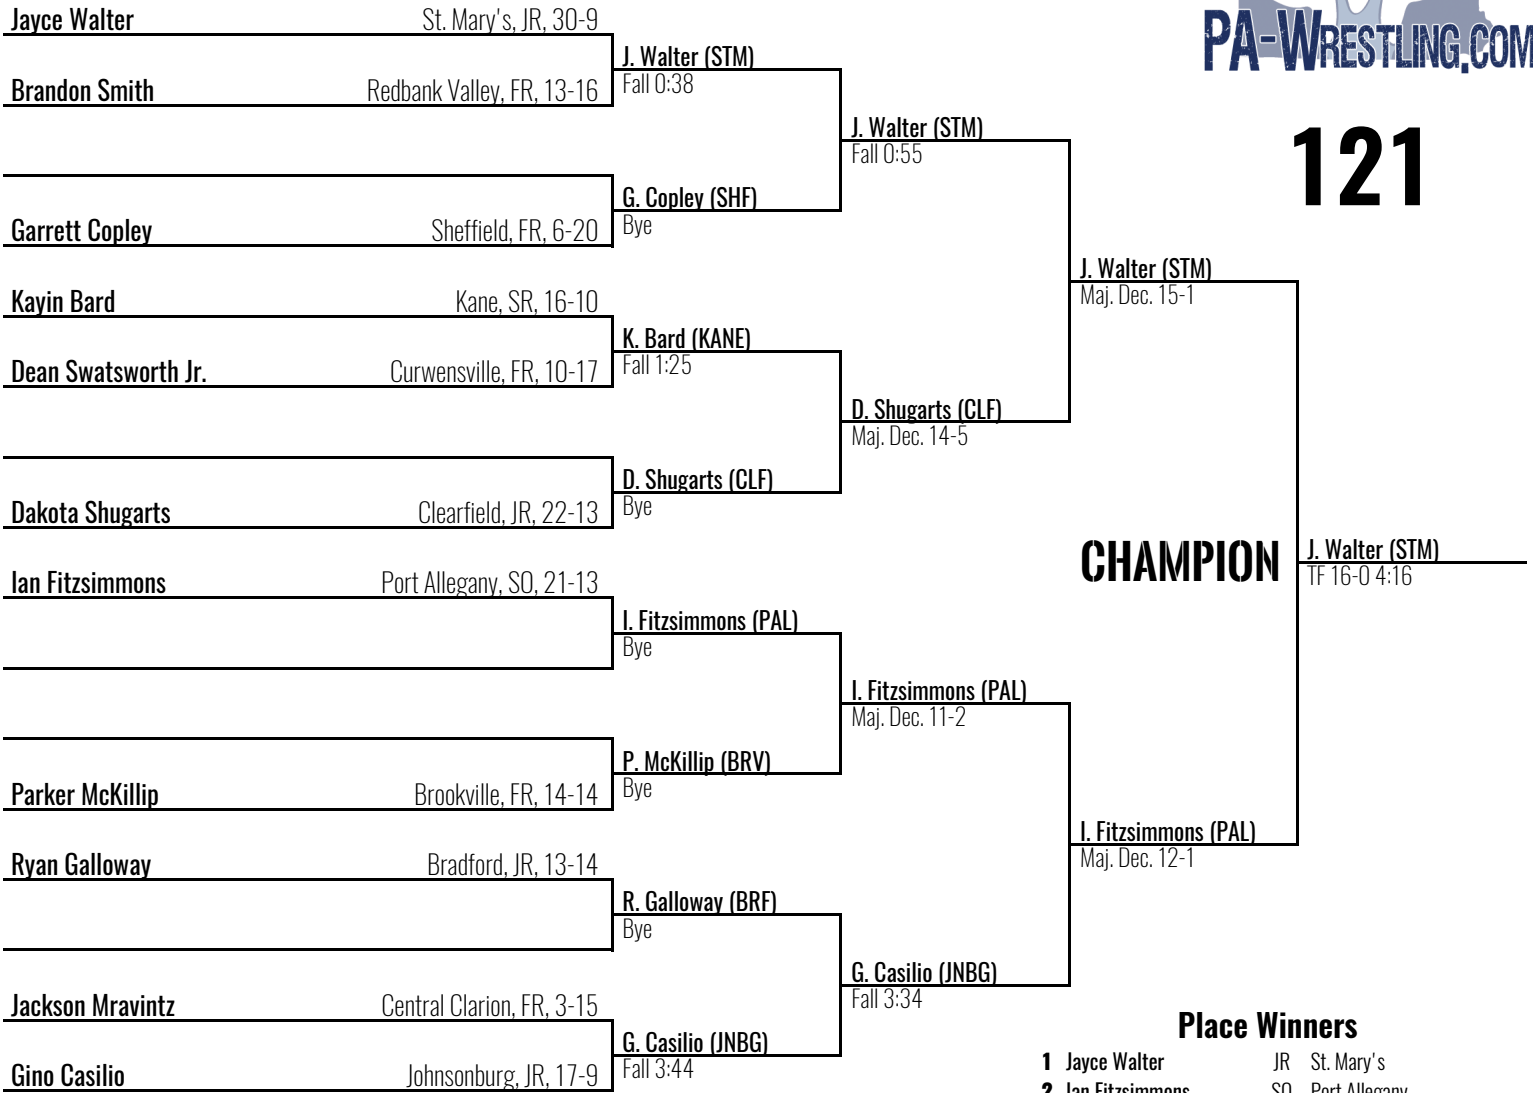 PA-WRESTLING.COM
121
Jayce Walter St. Mary's, JR, 30-9
Brandon Smith Redbank Valley, FR, 13-16
Garrett Copley Sheffield, FR, 6-20
Kayin Bard Kane, SR, 16-10
Dean Swatsworth Jr. Curwensville, FR, 10-17
Dakota Shugarts Clearfield, JR, 22-13
Ian Fitzsimmons Port Allegany, SO, 21-13
Parker McKillip Brookville, FR, 14-14
Ryan Galloway Bradford, JR, 13-14
Jackson Mravintz Central Clarion, FR, 3-15
Gino Casilio Johnsonburg, JR, 17-9
J. Walter (STM)
Fall 0:38
G. Copley (SHF)
Bye
K. Bard (KANE)
Fall 1:25
D. Shugarts (CLF)
Bye
I. Fitzsimmons (PAL)
Bye
P. McKillip (BRV)
Bye
R. Galloway (BRF)
Bye
G. Casilio (JNBG)
Fall 3:44
J. Walter (STM)
Fall 0:55
D. Shugarts (CLF)
Maj. Dec. 14-5
I. Fitzsimmons (PAL)
Maj. Dec. 11-2
G. Casilio (JNBG)
Fall 3:34
J. Walter (STM)
Maj. Dec. 15-1
I. Fitzsimmons (PAL)
Maj. Dec. 12-1
CHAMPION
J. Walter (STM)
TF 16-0 4:16
Place Winners
1 Jayce Walter JR St. Mary's
2 Ian Fitzsimmons SO Port Allegany